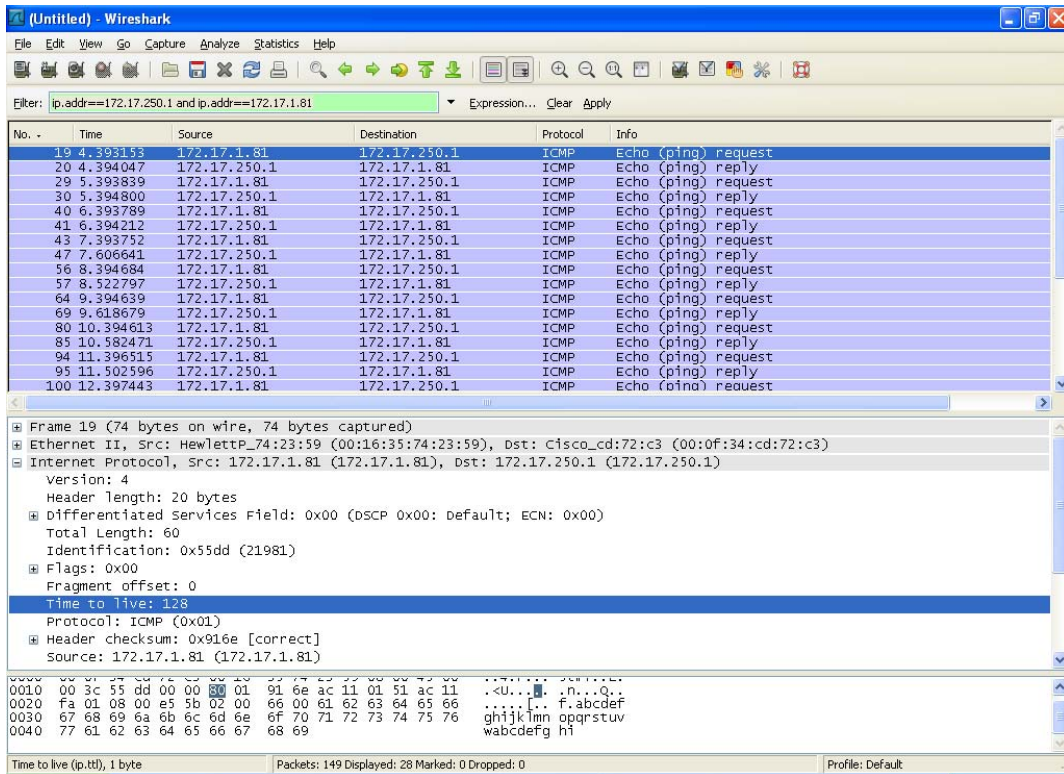 (Untitled) - Wireshark
File Edit View Go Capture Analyze Statistics Help
Filter: ip.addr==172.17.250.1 and ip.addr==172.17.1.81 Expression... Clear Apply
No. - Time Source Destination Protocol Info
19 4.393153 172.17.1.81 172.17.250.1 ICMP Echo (ping) request
20 4.394047 172.17.250.1 172.17.1.81 ICMP Echo (ping) reply
29 5.393839 172.17.1.81 172.17.250.1 ICMP Echo (ping) request
30 5.394800 172.17.250.1 172.17.1.81 ICMP Echo (ping) reply
40 6.393789 172.17.1.81 172.17.250.1 ICMP Echo (ping) request
41 6.394212 172.17.250.1 172.17.1.81 ICMP Echo (ping) reply
43 7.393752 172.17.1.81 172.17.250.1 ICMP Echo (ping) request
47 7.606641 172.17.250.1 172.17.1.81 ICMP Echo (ping) reply
56 8.394684 172.17.1.81 172.17.250.1 ICMP Echo (ping) request
57 8.522797 172.17.250.1 172.17.1.81 ICMP Echo (ping) reply
64 9.394639 172.17.1.81 172.17.250.1 ICMP Echo (ping) request
69 9.618679 172.17.250.1 172.17.1.81 ICMP Echo (ping) reply
80 10.394613 172.17.1.81 172.17.250.1 ICMP Echo (ping) request
85 10.582471 172.17.250.1 172.17.1.81 ICMP Echo (ping) reply
94 11.396515 172.17.1.81 172.17.250.1 ICMP Echo (ping) request
95 11.502596 172.17.250.1 172.17.1.81 ICMP Echo (ping) reply
100 12.397443 172.17.1.81 172.17.250.1 ICMP Echo (ping) request
Frame 19 (74 bytes on wire, 74 bytes captured)
Ethernet II, Src: HewlettP_74:23:59 (00:16:35:74:23:59), Dst: Cisco_cd:72:c3 (00:0f:34:cd:72:c3)
Internet Protocol, Src: 172.17.1.81 (172.17.1.81), Dst: 172.17.250.1 (172.17.250.1)
Version: 4
Header length: 20 bytes
Differentiated Services Field: 0x00 (DSCP 0x00: Default; ECN: 0x00)
Total Length: 60
Identification: 0x55dd (21981)
Flags: 0x00
Fragment offset: 0
Time to live: 128
Protocol: ICMP (0x01)
Header checksum: 0x916e [correct]
Source: 172.17.1.81 (172.17.1.81)
0010 00 3c 55 dd 00 00 80 01 91 6e ac 11 01 51 ac 11 .<U..... .n...Q..
0020 fa 01 08 00 e5 5b 02 00 66 00 61 62 63 64 65 66 .....[.. f.abcdef
0030 67 68 69 6a 6b 6c 6d 6e 6f 70 71 72 73 74 75 76 ghijklmn opqrstuv
0040 77 61 62 63 64 65 66 67 68 69 wabcdefg hi
Time to live (ip.ttl), 1 byte Packets: 149 Displayed: 28 Marked: 0 Dropped: 0 Profile: Default